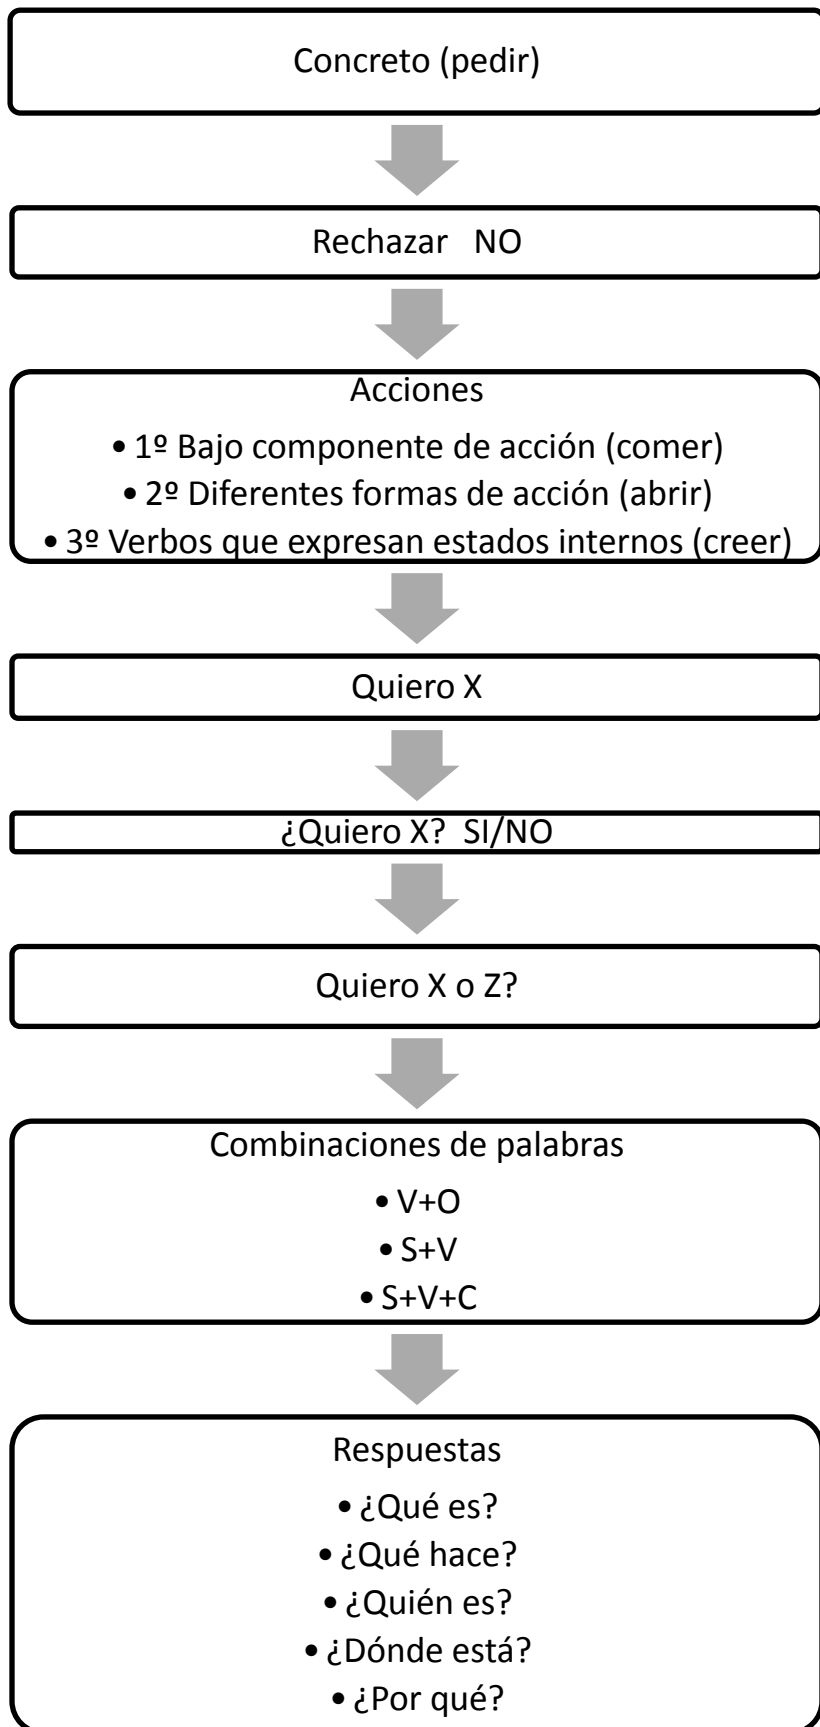 Concreto (pedir)
Rechazar   NO
Acciones
• 1º Bajo componente de acción (comer)
• 2º Diferentes formas de acción (abrir)
• 3º Verbos que expresan estados internos (creer)
Quiero X
¿Quiero X?  SI/NO
Quiero X o Z?
Combinaciones de palabras
• V+O
• S+V
• S+V+C
Respuestas
• ¿Qué es?
• ¿Qué hace?
• ¿Quién es?
• ¿Dónde está?
• ¿Por qué?